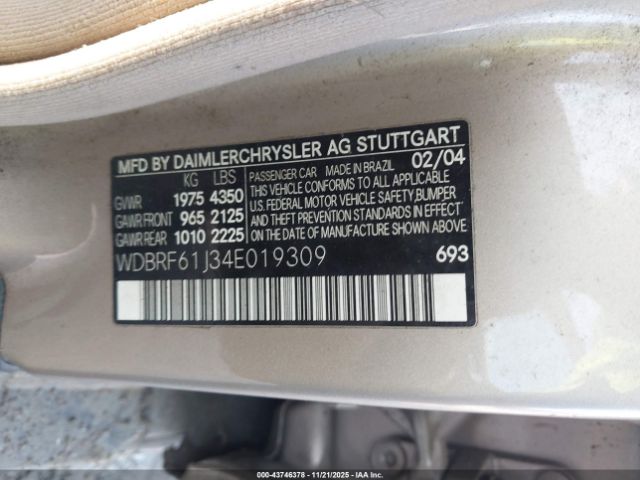 MFD BY DAIMLERCHRYSLER AG STUTTGART
KG LBS PASSENGER CAR MADE IN BRAZIL 02/04
GVWR 1975 4350 THIS VEHICLE CONFORMS TO ALL APPLICABLE
GAWR FRONT 965 2125 U.S. FEDERAL MOTOR VEHICLE SAFETY, BUMPER
GAWR REAR 1010 2225 AND THEFT PREVENTION STANDARDS IN EFFECT
ON THE DATE OF MANUFACTURE SHOWN ABOVE
WDBRF61J34E019309 693
© COPART - 43746378 - 11/21/2025 - IAAI. INC.